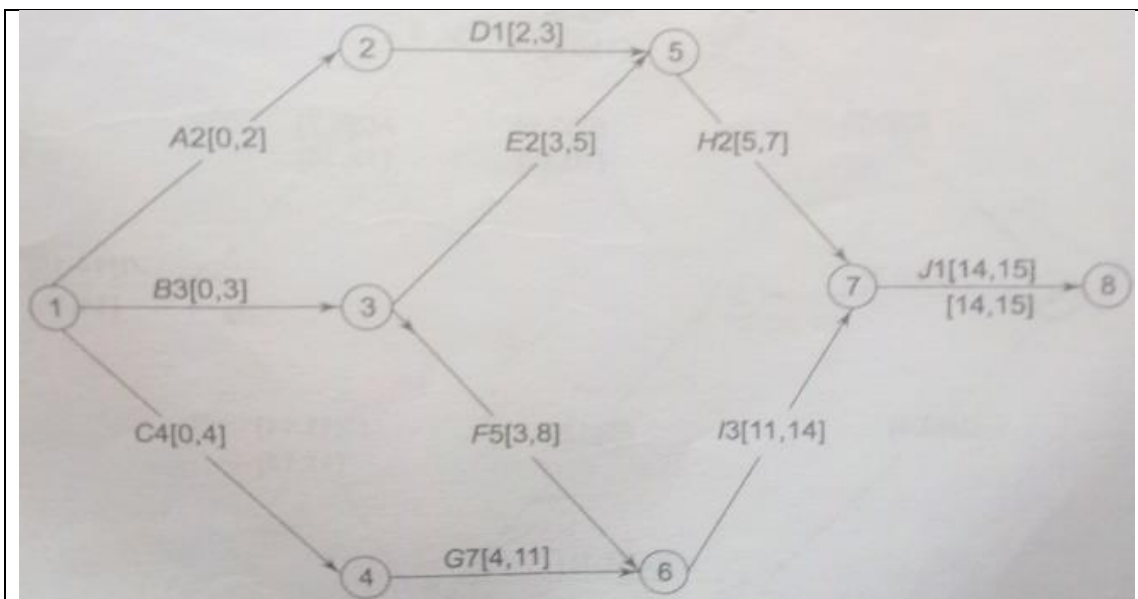 2
D1[2,3]
5
A2[0,2]
E2[3,5]
H2[5,7]
1
B3[0,3]
3
7
J1[14,15]
[14,15]
8
C4[0,4]
F5[3,8]
I3[11,14]
4
G7[4,11]
6